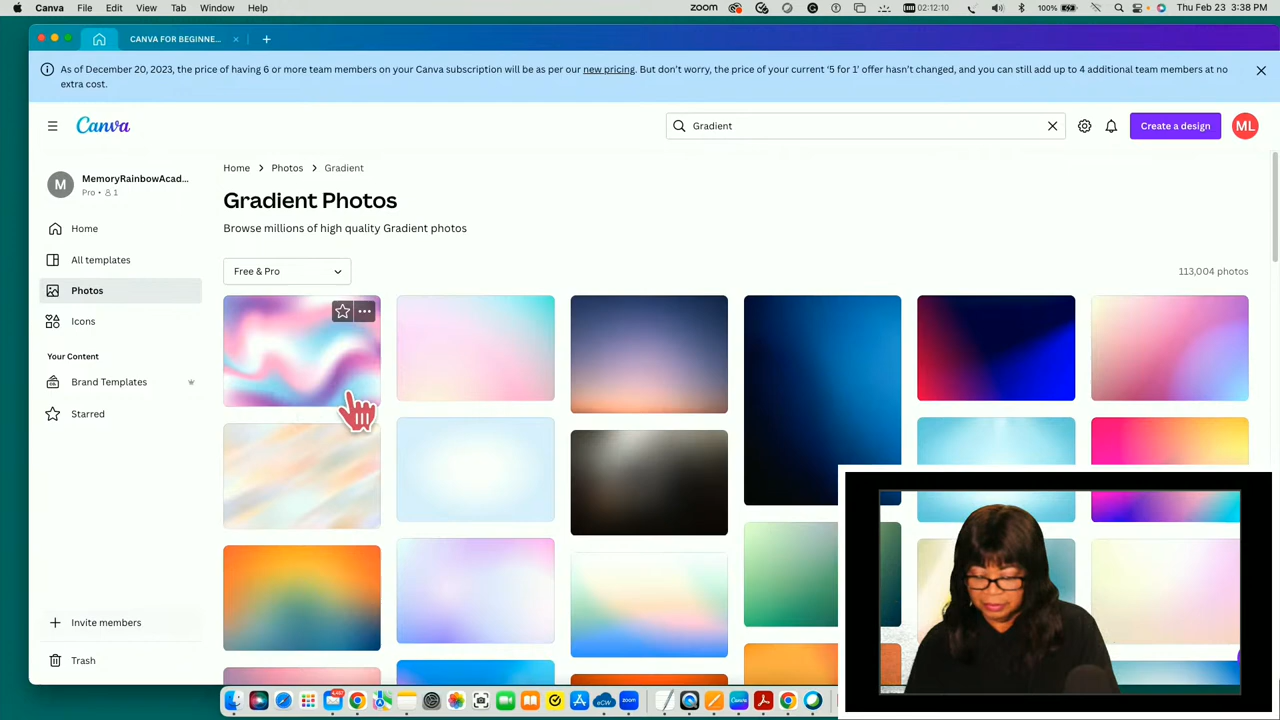 Canva File Edit View Tab Window Help zoom 02:12:10 100% Thu Feb 23 3:38 PM
CANVA FOR BEGINNE...
As of December 20, 2023, the price of having 6 or more team members on your Canva subscription will be as per our new pricing. But don't worry, the price of your current '5 for 1' offer hasn't changed, and you can still add up to 4 additional team members at no
extra cost.
Canva
Gradient
Create a design
ML
Home > Photos > Gradient
M
MemoryRainbowAcad...
Pro • 1
Gradient Photos
Browse millions of high quality Gradient photos
Home
All templates
Photos
Icons
Your Content
Brand Templates
Starred
Invite members
Trash
Free & Pro
113,004 photos
eCW
zoom